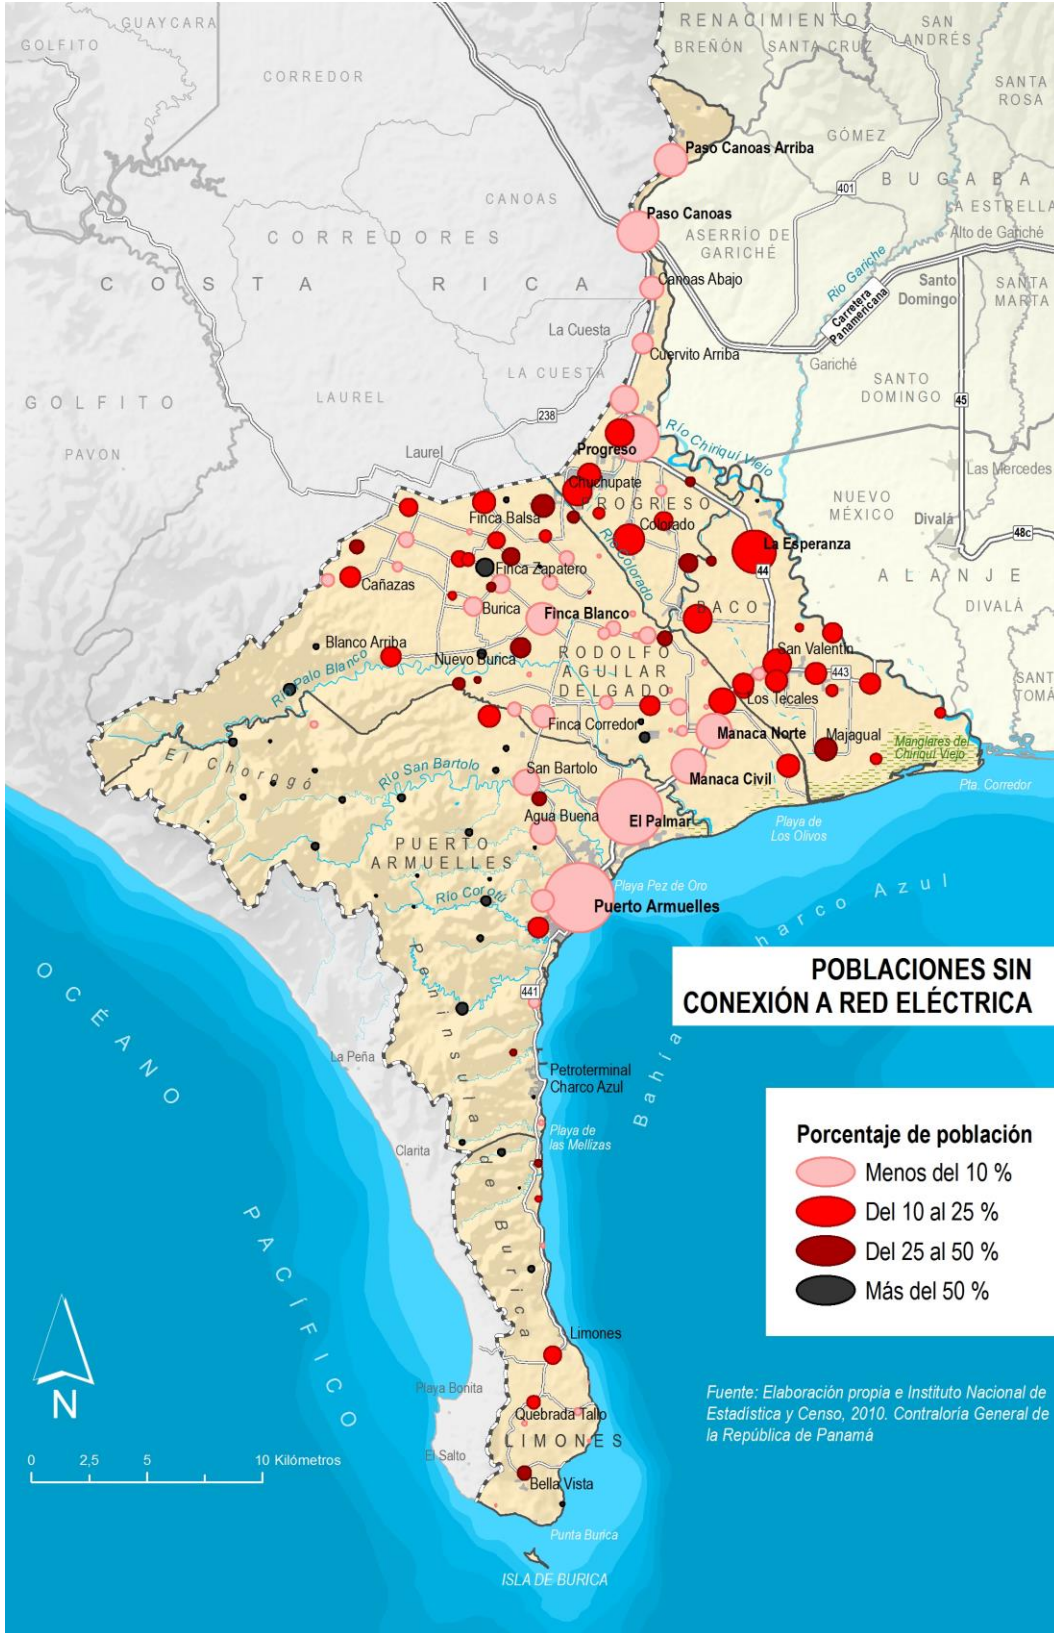 GUAYCARA
GOLFITO
CORREDOR
RENACIMIENTO
BREÑÓN
SANTA CRUZ
SAN
ANDRÉS
SANTA
ROSA
GÓMEZ
Paso Canoas Arriba
401
BUGABA
CANOAS
Paso Canoas
LA ESTRELLA
ASERRÍO DE
GARICHÉ
Alto de Gariché
CORREDORES
Río Gariche
COSTA RICA
Canoas Abajo
Santo
Domingo
SANTA
MARTA
Carretera
Panamericana
La Cuesta
Cuervito Arriba
Gariché
LA CUESTA
SANTO
DOMINGO
GOLFITO
LAUREL
45
238
PAVON
Laurel
Progreso
Río Chiriquí Viejo
Las Mercedes
Chuchupate
PROGRESO
NUEVO
MÉXICO
Finca Balsa
Colorado
Divalá
48c
La Esperanza
Río Colorado
Finca Zapatero
44
ALANJE
Cañazas
Burica
Finca Blanco
BACO
DIVALÁ
Blanco Arriba
Nuevo Burica
RODOLFO
AGUILAR
DELGADO
San Valentín
443
SANT
TOMÁ
Río Palo Blanco
Los Tecales
Finca Corredor
Manaca Norte
Majagual
Manglares del
Chiriquí Viejo
El Chorogó
Río San Bartolo
San Bartolo
Manaca Civil
Pta. Corredor
Agua Buena
El Palmar
Playa de
Los Olivos
PUERTO
ARMUELLES
Río Corotú
Playa Pez de Oro
Puerto Armuelles
Bahía Charco Azul
POBLACIONES SIN
CONEXIÓN A RED ELÉCTRICA
441
OCÉANO PACÍFICO
Península de Burica
La Peña
Petroterminal
Charco Azul
Playa de
las Mellizas
Clarita
Porcentaje de población
Menos del 10 %
Del 10 al 25 %
Del 25 al 50 %
Más del 50 %
Limones
N
Playa Bonita
Quebrada Tallo
LIMONES
El Salto
Bella Vista
Fuente: Elaboración propia e Instituto Nacional de
Estadística y Censo, 2010. Contraloría General de
la República de Panamá
0 2,5 5 10 Kilómetros
Punta Burica
ISLA DE BURICA